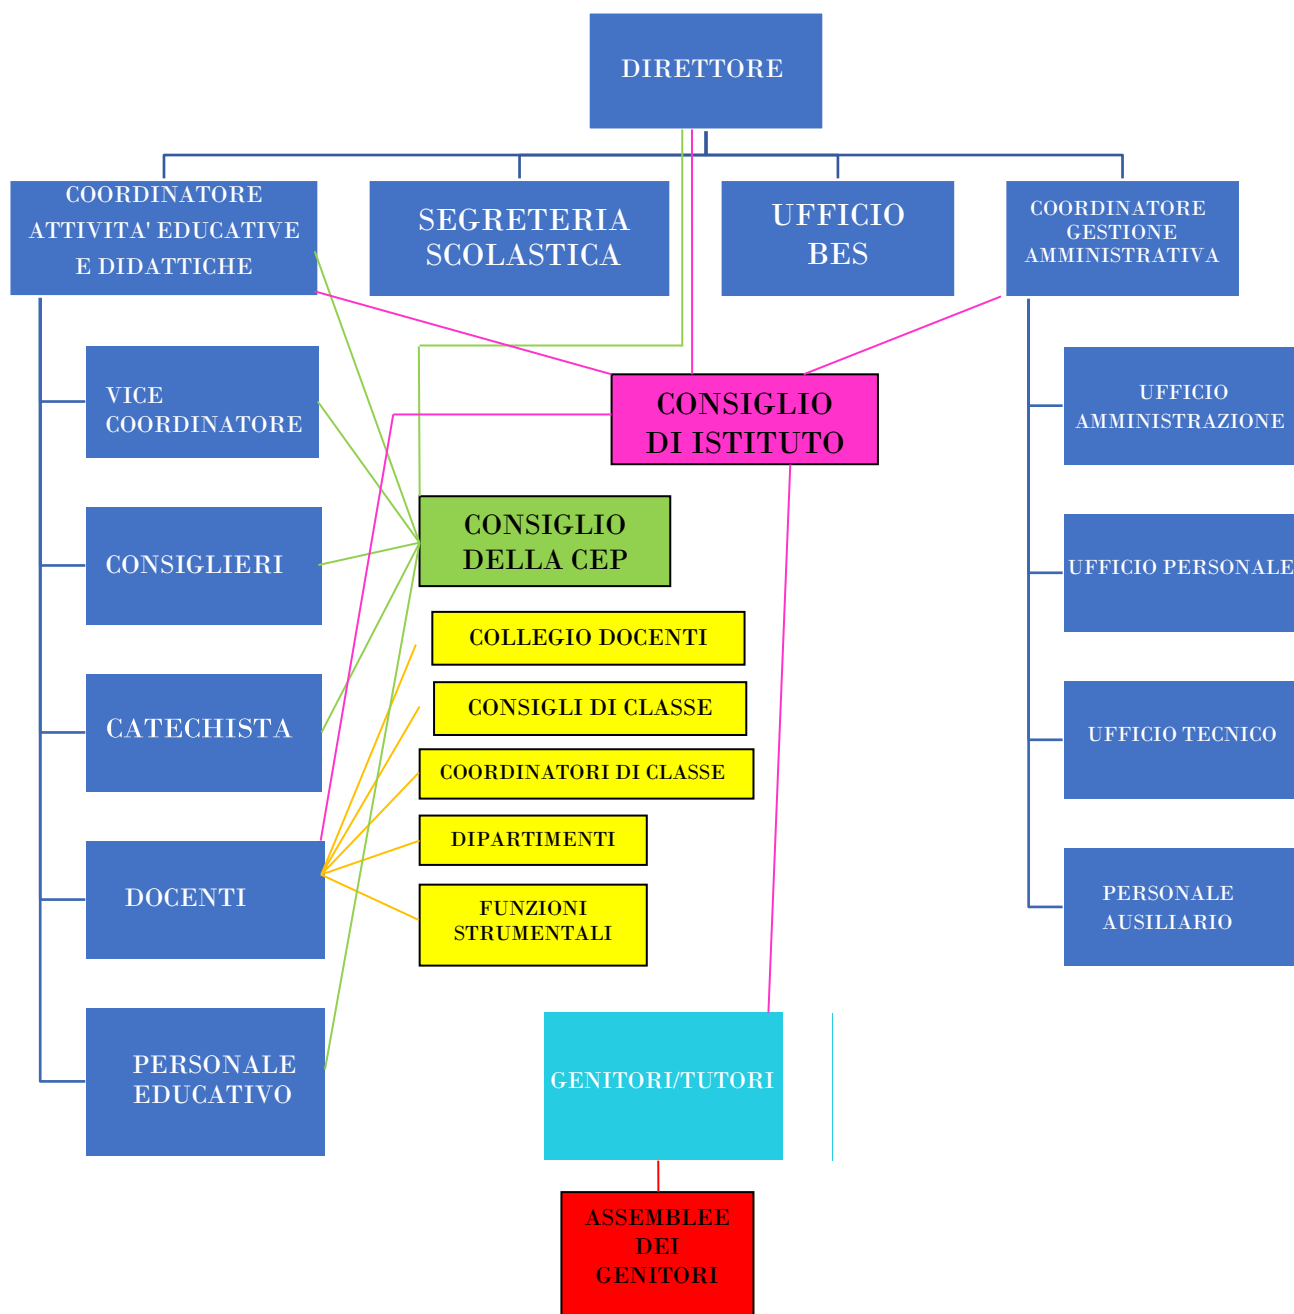 DIRETTORE
COORDINATORE
ATTIVITA' EDUCATIVE
E DIDATTICHE
SEGRETERIA
SCOLASTICA
UFFICIO
BES
COORDINATORE
GESTIONE
AMMINISTRATIVA
VICE
COORDINATORE
CONSIGLIERI
CATECHISTA
DOCENTI
PERSONALE
EDUCATIVO
CONSIGLIO
DI ISTITUTO
CONSIGLIO
DELLA CEP
COLLEGIO DOCENTI
CONSIGLI DI CLASSE
COORDINATORI DI CLASSE
DIPARTIMENTI
FUNZIONI
STRUMENTALI
UFFICIO
AMMINISTRAZIONE
UFFICIO PERSONALE
UFFICIO TECNICO
PERSONALE
AUSILIARIO
GENITORI/TUTORI
ASSEMBLEE
DEI
GENITORI